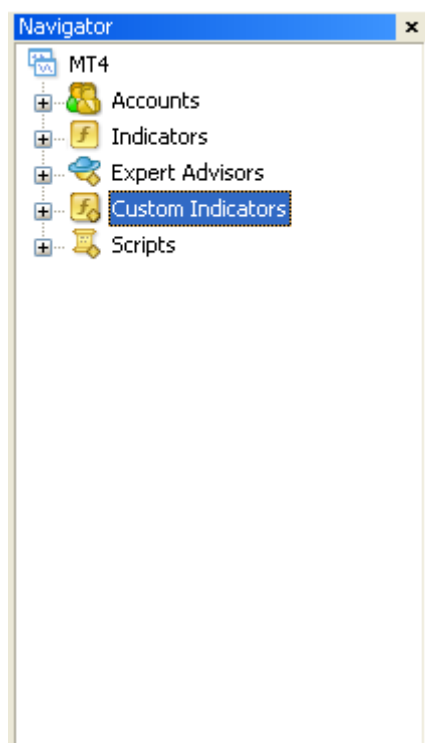 Navigator
MT4
Accounts
Indicators
Expert Advisors
Custom Indicators
Scripts